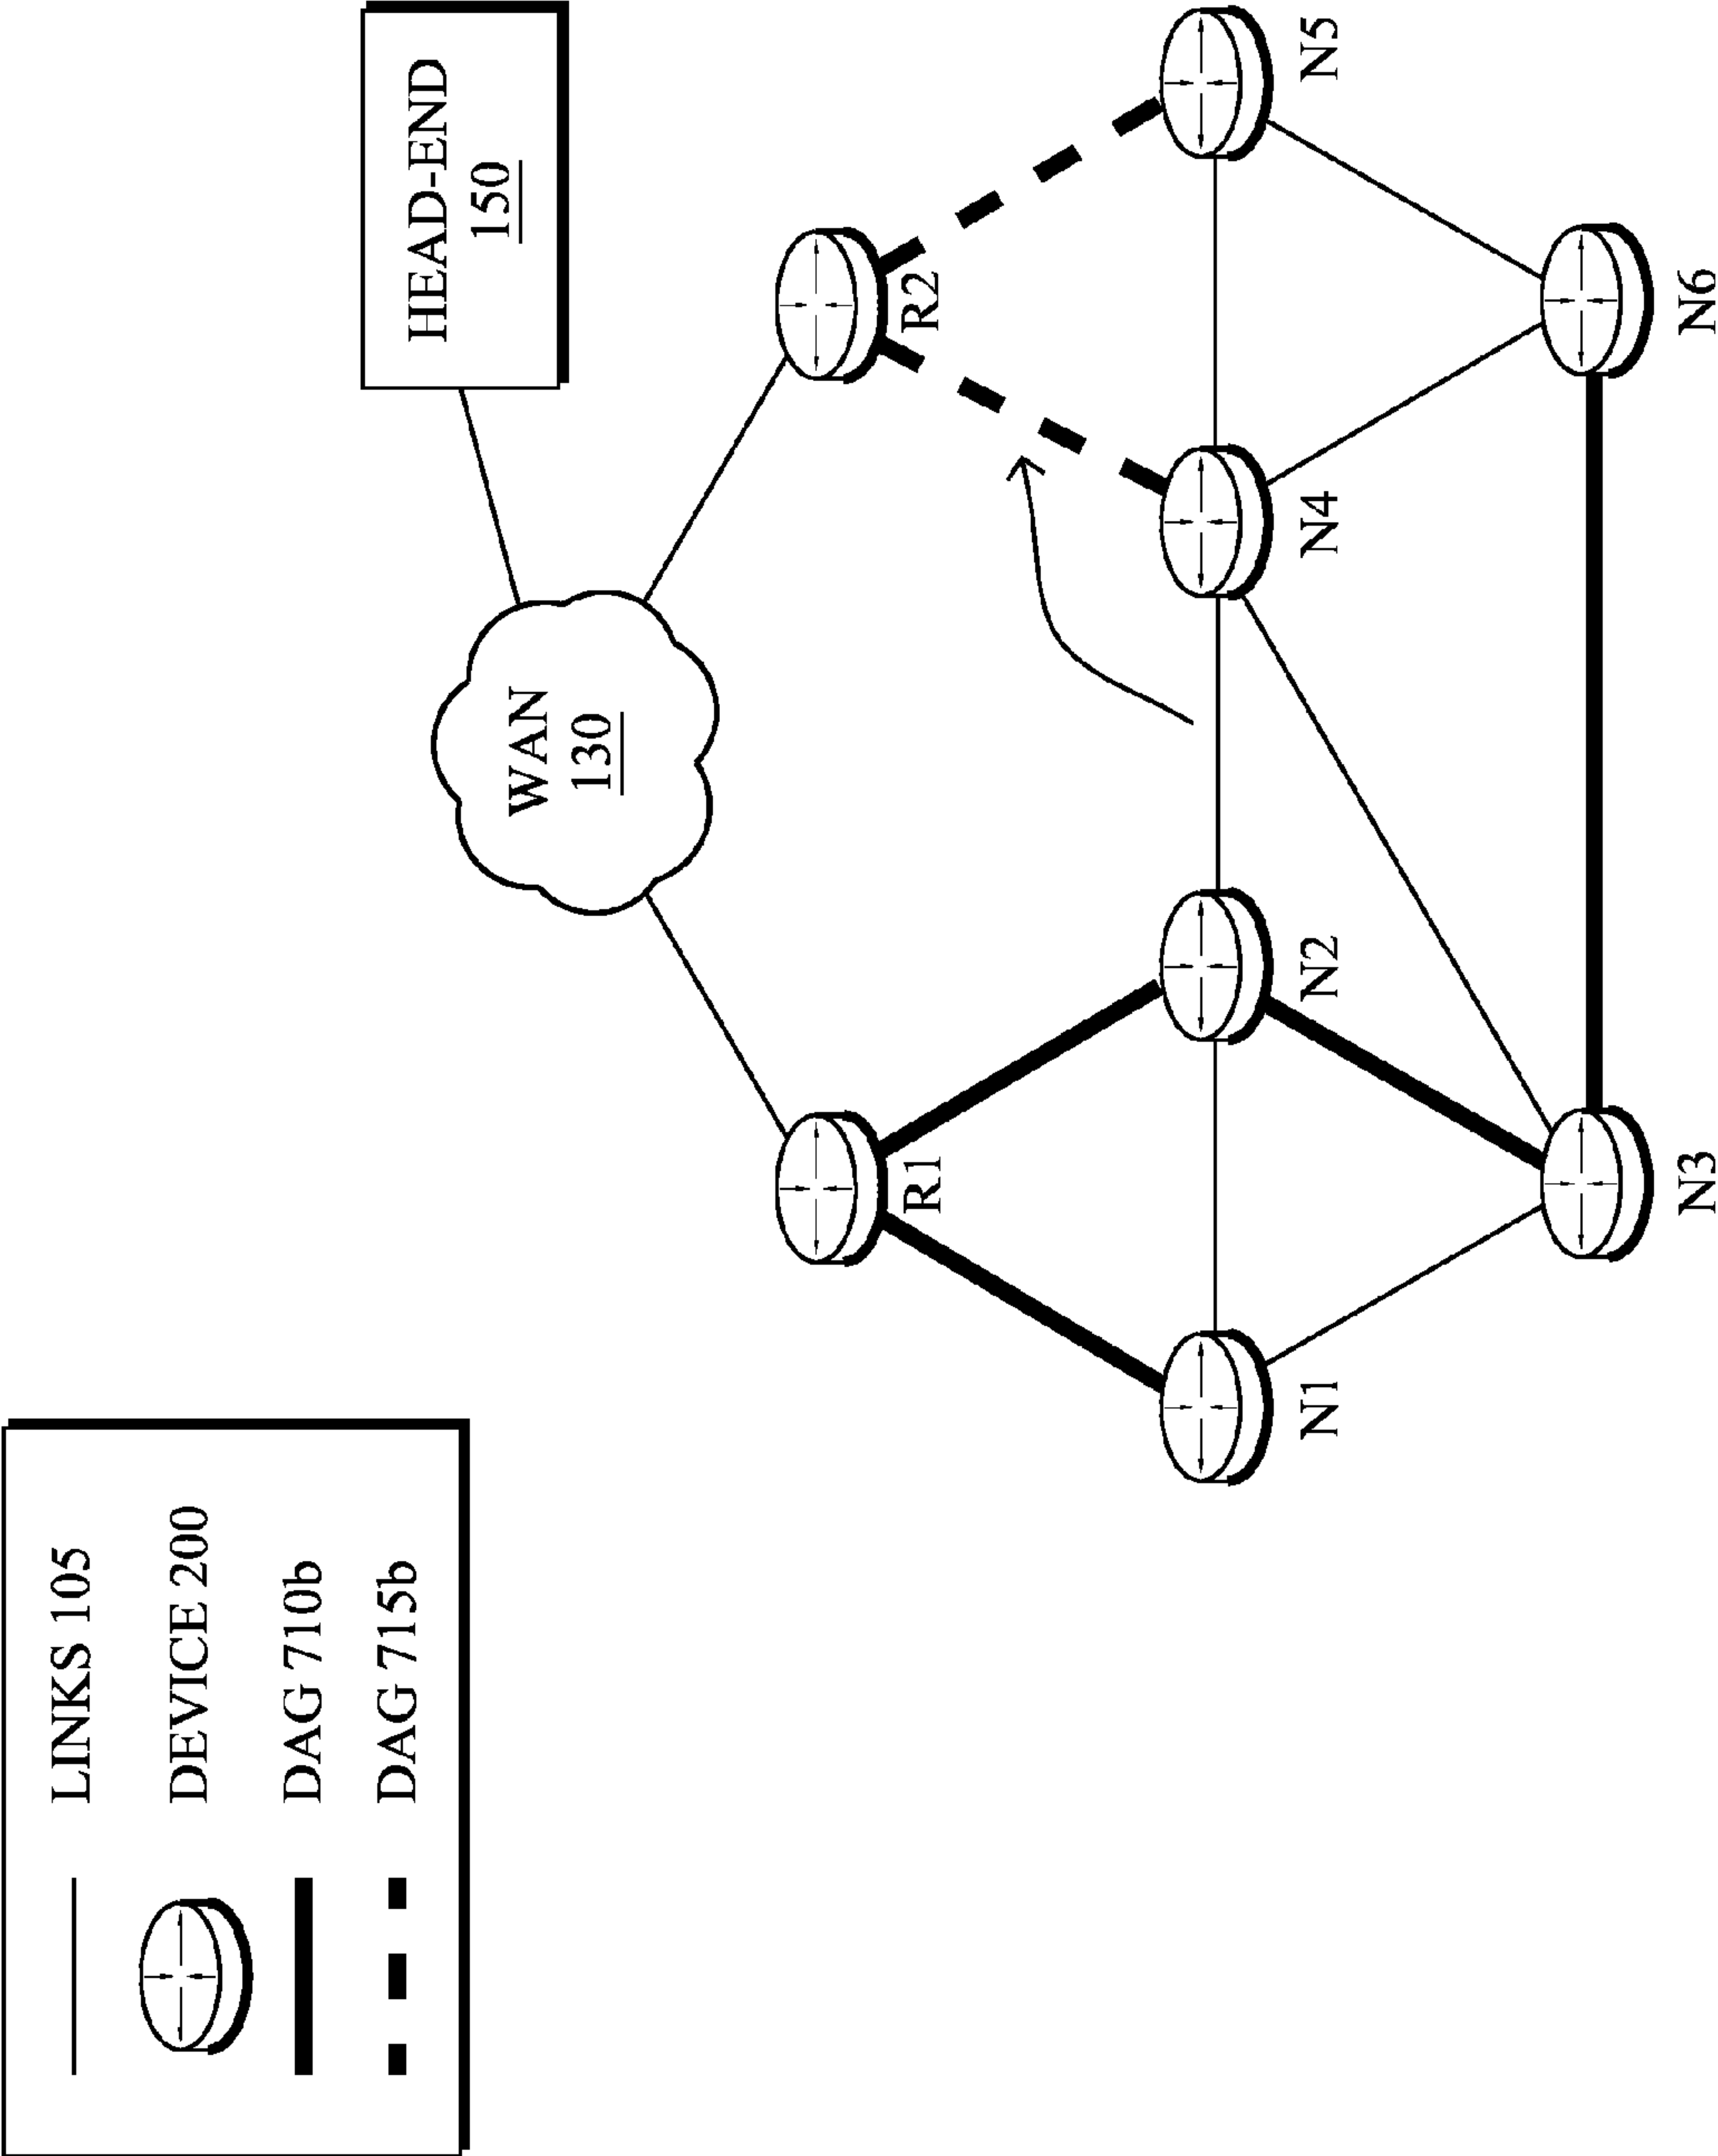 LINKS 105
DEVICE 200
DAG 710b
DAG 715b
HEAD-END
150
WAN
130
R1
R2
N1
N2
N4
N5
N3
N6